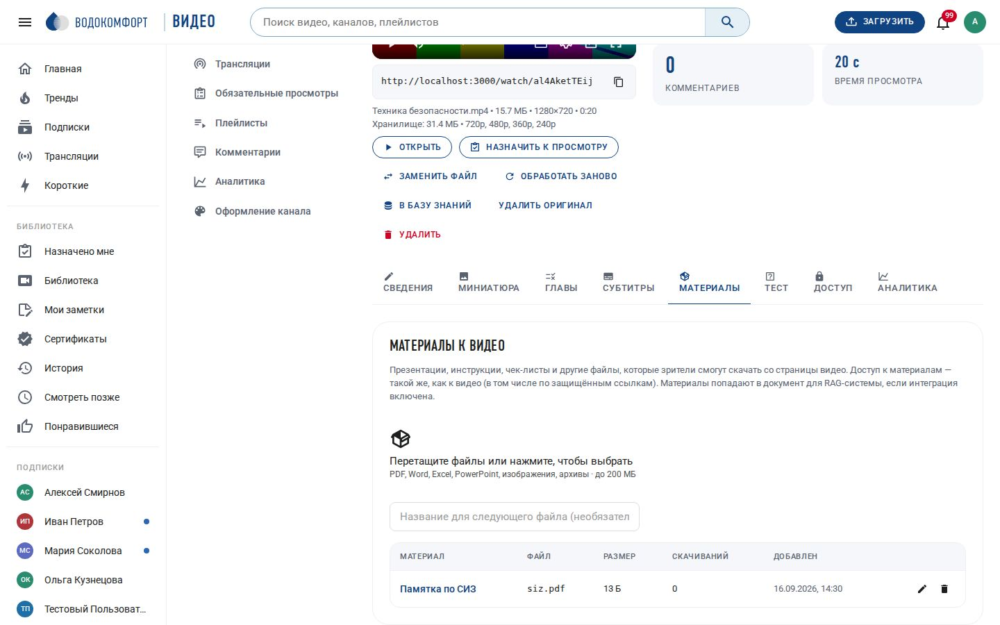 ВОДОКОМФОРТ ВИДЕО
Поиск видео, каналов, плейлистов
ЗАГРУЗИТЬ
99
А
Главная
Тренды
Подписки
Трансляции
Короткие
БИБЛИОТЕКА
Назначено мне
Библиотека
Мои заметки
Сертификаты
История
Смотреть позже
Понравившиеся
ПОДПИСКИ
АС Алексей Смирнов
ИП Иван Петров
МС Мария Соколова
ОК Ольга Кузнецова
ТП Тестовый Пользоват...
Трансляции
Обязательные просмотры
Плейлисты
Комментарии
Аналитика
Оформление канала
http://localhost:3000/watch/al4AketTEij
Техника безопасности.mp4 • 15.7 МБ • 1280×720 • 0:20
Хранилище: 31.4 МБ • 720p, 480p, 360p, 240p
ОТКРЫТЬ
НАЗНАЧИТЬ К ПРОСМОТРУ
ЗАМЕНИТЬ ФАЙЛ
ОБРАБОТАТЬ ЗАНОВО
В БАЗУ ЗНАНИЙ
УДАЛИТЬ ОРИГИНАЛ
УДАЛИТЬ
0
КОММЕНТАРИЕВ
20 с
ВРЕМЯ ПРОСМОТРА
СВЕДЕНИЯ
МИНИАТЮРА
ГЛАВЫ
СУБТИТРЫ
МАТЕРИАЛЫ
ТЕСТ
ДОСТУП
АНАЛИТИКА
МАТЕРИАЛЫ К ВИДЕО
Презентации, инструкции, чек-листы и другие файлы, которые зрители смогут скачать со страницы видео. Доступ к материалам —
такой же, как к видео (в том числе по защищённым ссылкам). Материалы попадают в документ для RAG-системы, если интеграция
включена.
Перетащите файлы или нажмите, чтобы выбрать
PDF, Word, Excel, PowerPoint, изображения, архивы · до 200 МБ
Название для следующего файла (необязател
МАТЕРИАЛ ФАЙЛ РАЗМЕР СКАЧИВАНИЙ ДОБАВЛЕН
Памятка по СИЗ siz.pdf 13 Б 0 16.09.2026, 14:30